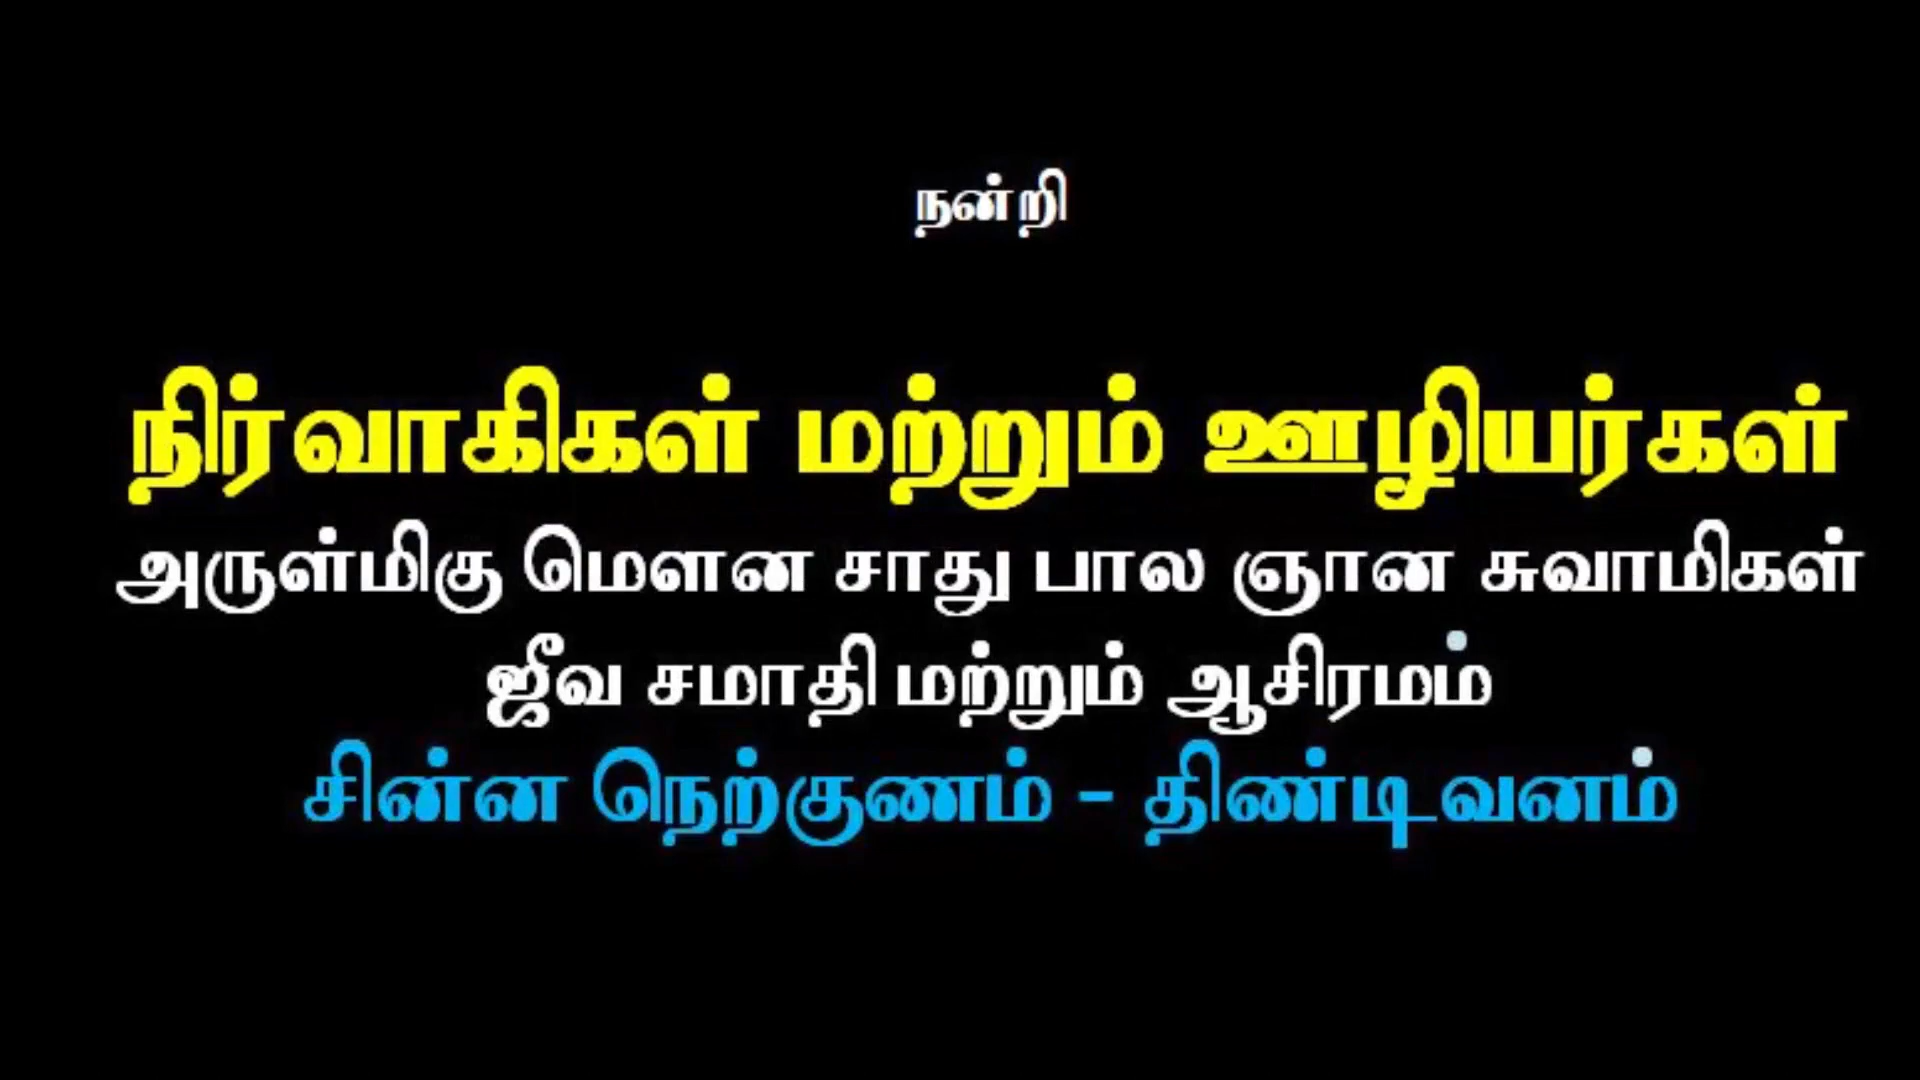 நன்றி
நிர்வாகிகள் மற்றும் ஊழியர்கள்
அருள்மிகு மௌன சாது பால ஞான சுவாமிகள்
ஜீவ சமாதி மற்றும் ஆசிரமம்
சின்ன நெற்குணம் - திண்டிவனம்